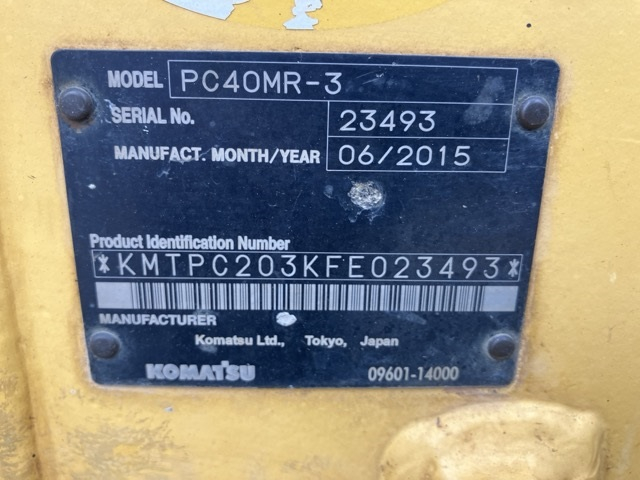 MODEL PC40MR-3
SERIAL No. 23493
MANUFACT. MONTH/YEAR 06/2015
Product Identification Number
*KMTPC203KFE023493*
MANUFACTURER
Komatsu Ltd., Tokyo, Japan
KOMATSU 09601-14000